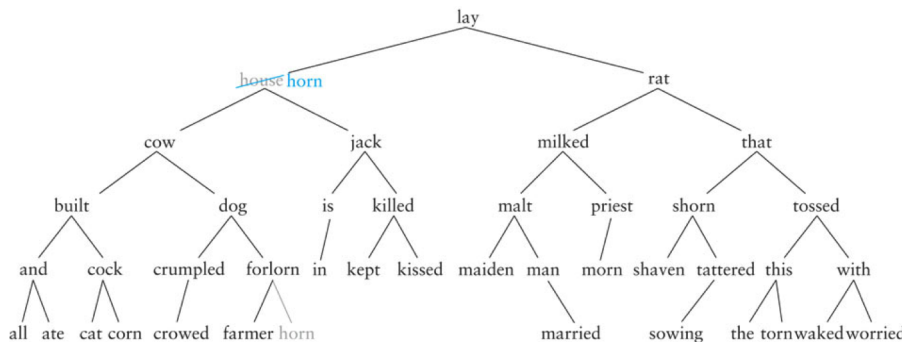 lay
house horn rat
cow jack milked that
built dog is killed malt priest shorn tossed
and cock crumpled forlorn in kept kissed maiden man morn shaven tattered this with
all ate cat corn crowed farmer horn married sowing the torn waked worried